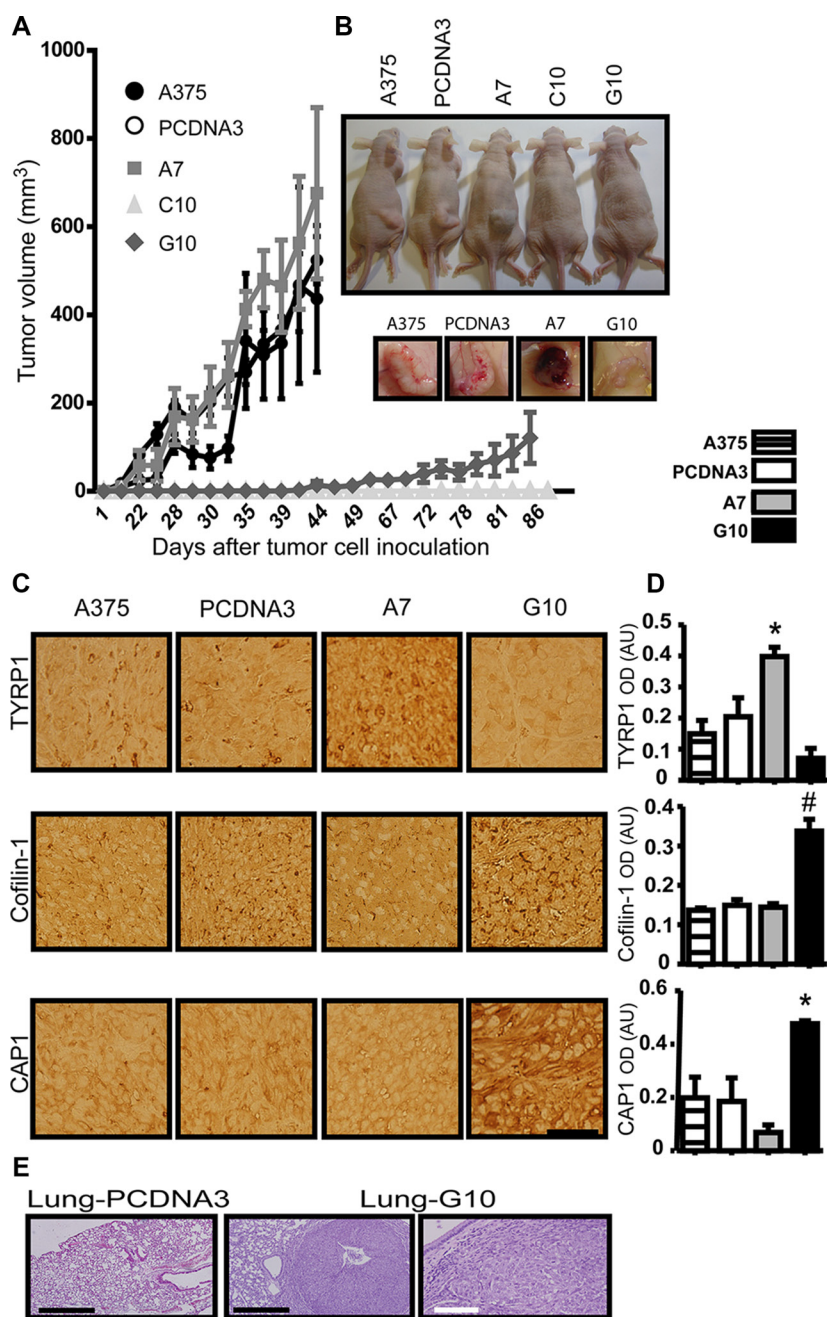 A
B
1000
800
600
400
200
0
Tumor volume (mm³)
A375
PCDNA3
A7
C10
G10
1 22 28 30 35 39 44 49 67 72 78 81 86
Days after tumor cell inoculation
A375 PCDNA3 A7 C10 G10
A375 PCDNA3 A7 G10
A375
PCDNA3
A7
G10
C
A375 PCDNA3 A7 G10
TYRP1
Cofilin-1
CAP1
D
TYRP1 OD (AU)
0.5
0.4
0.3
0.2
0.1
0
*
Cofilin-1 OD (AU)
0.4
0.3
0.2
0.1
0
#
CAP1 OD (AU)
0.6
0.4
0.2
0
*
E
Lung-PCDNA3 Lung-G10